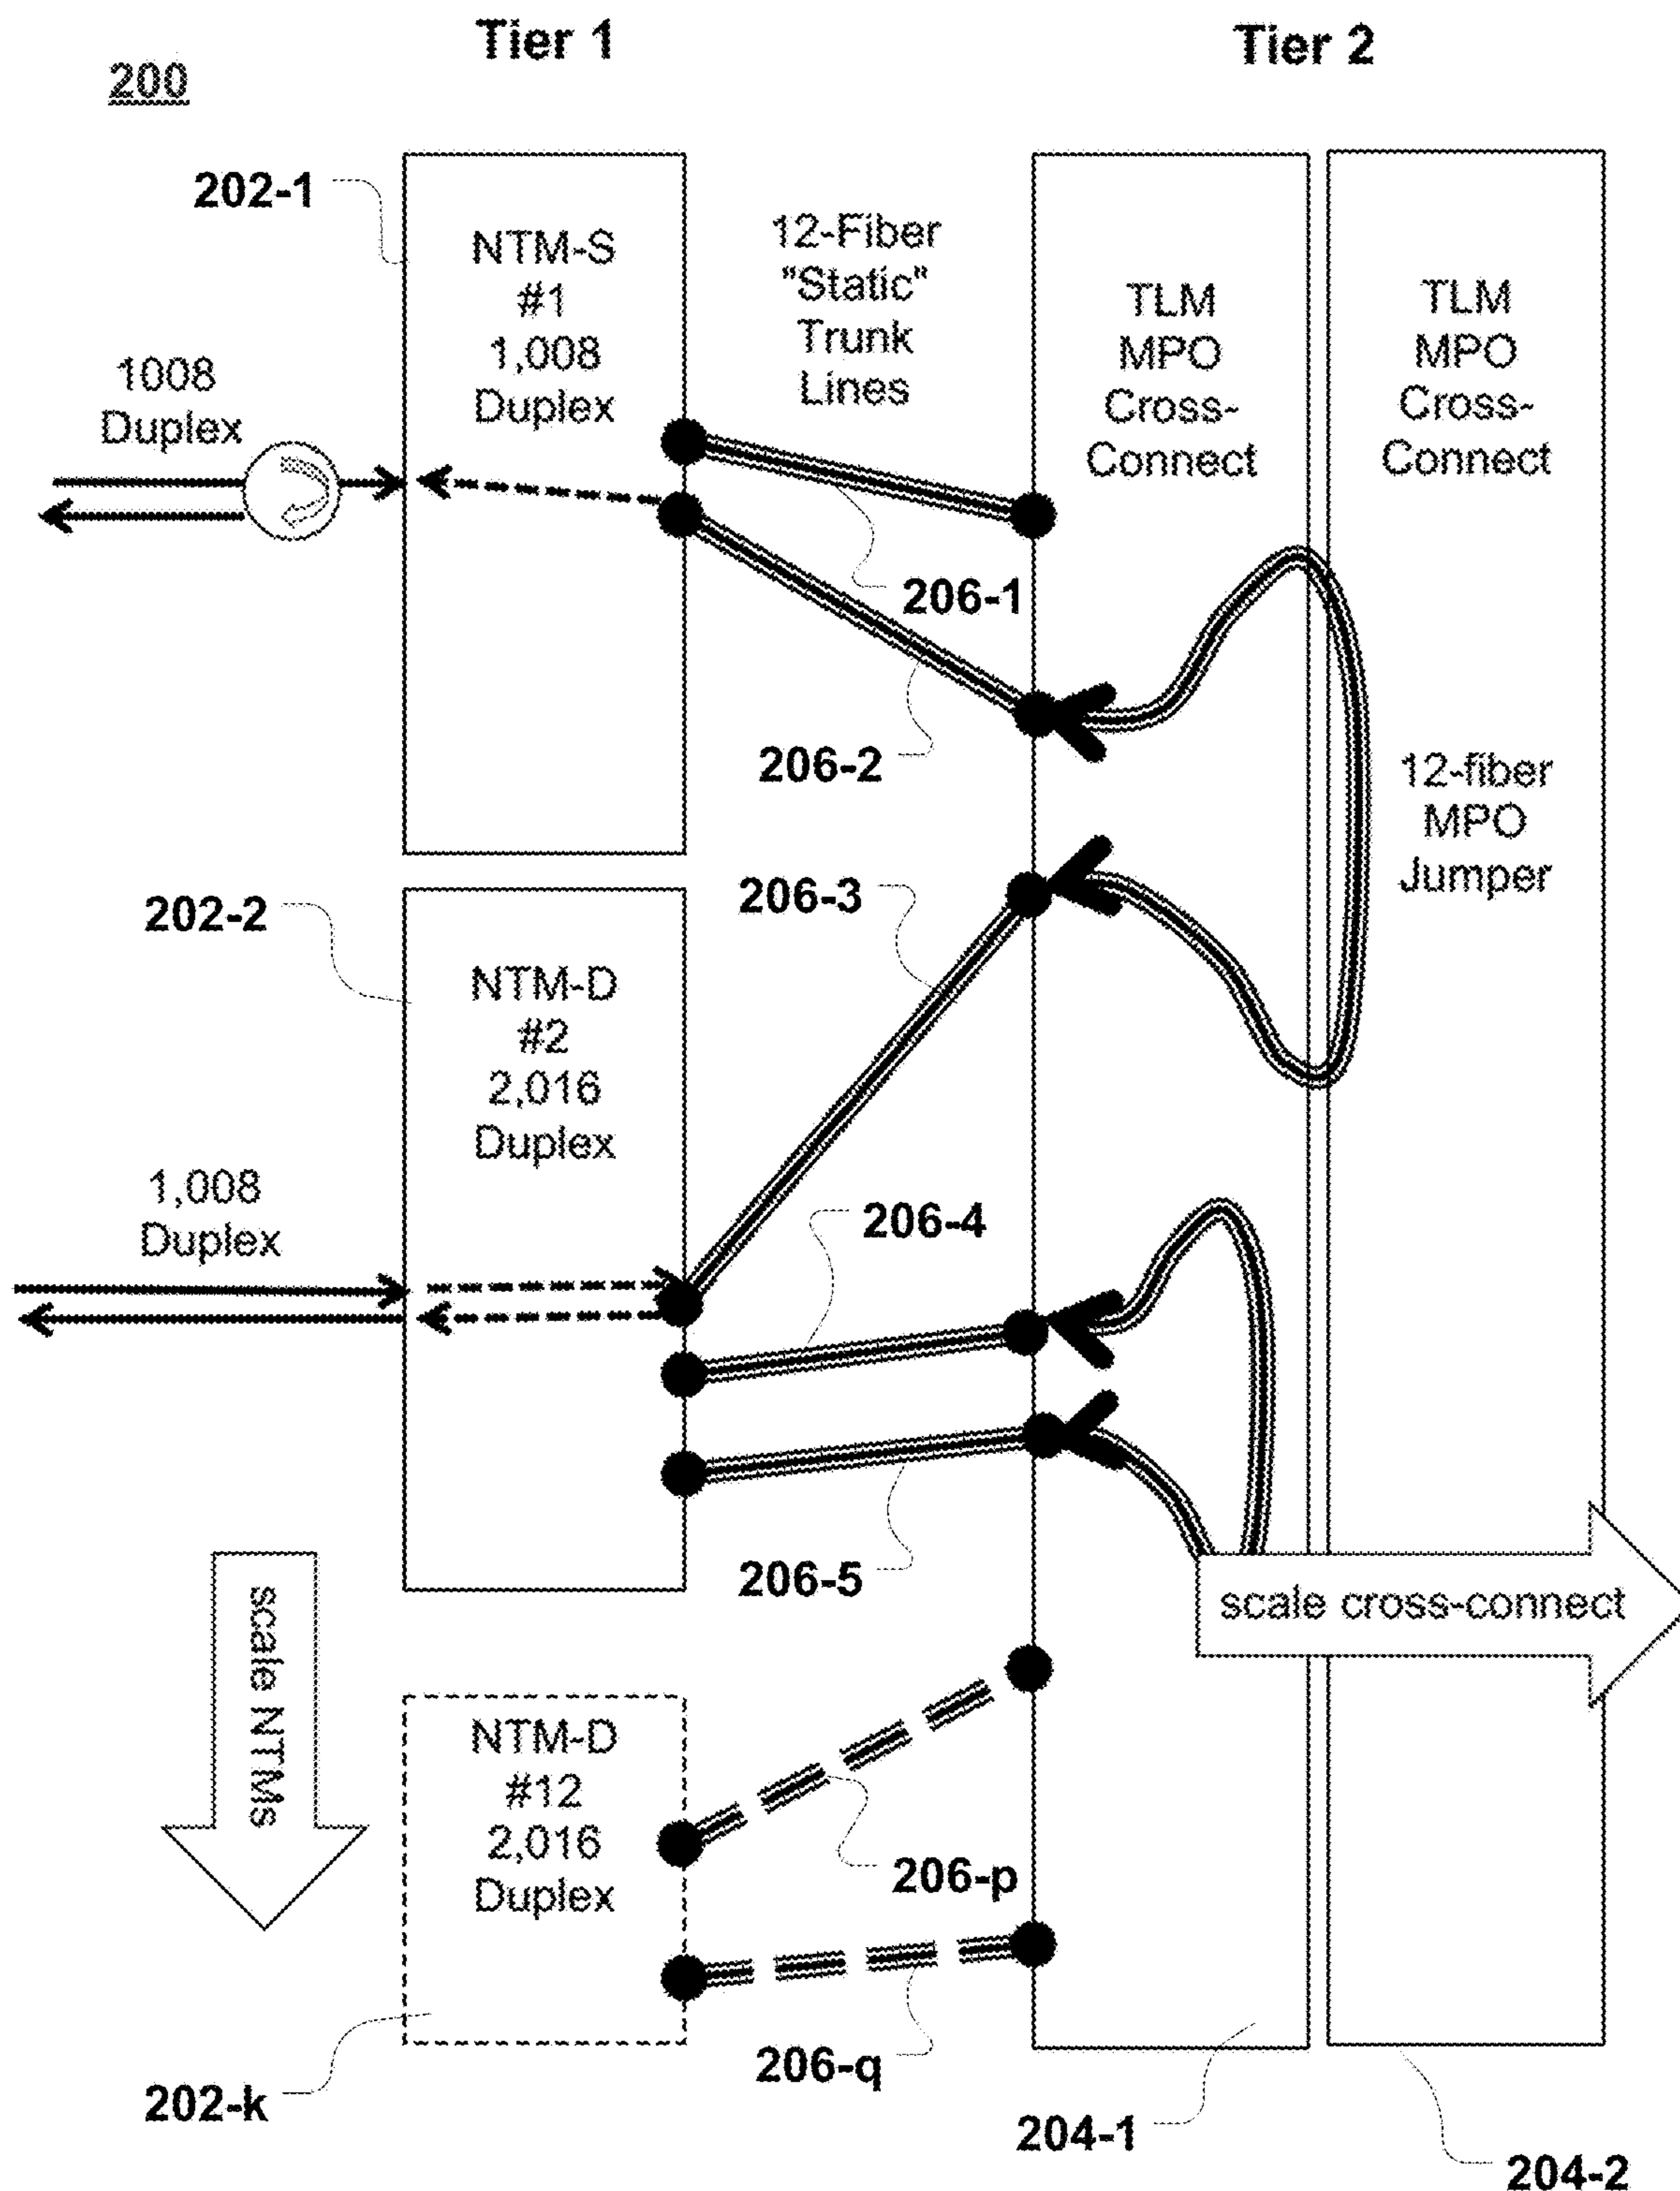 Tier 1
Tier 2
200
202-1
NTM-S
#1
1,008
Duplex
12-Fiber
"Static"
Trunk
Lines
TLM
MPO
Cross-
Connect
TLM
MPO
Cross-
Connect
1008
Duplex
206-1
206-2
12-fiber
MPO
Jumper
206-3
202-2
NTM-D
#2
2,016
Duplex
1,008
Duplex
206-4
206-5
scale cross-connect
scale NTMs
NTM-D
#12
2,016
Duplex
206-p
206-q
202-k
204-1
204-2